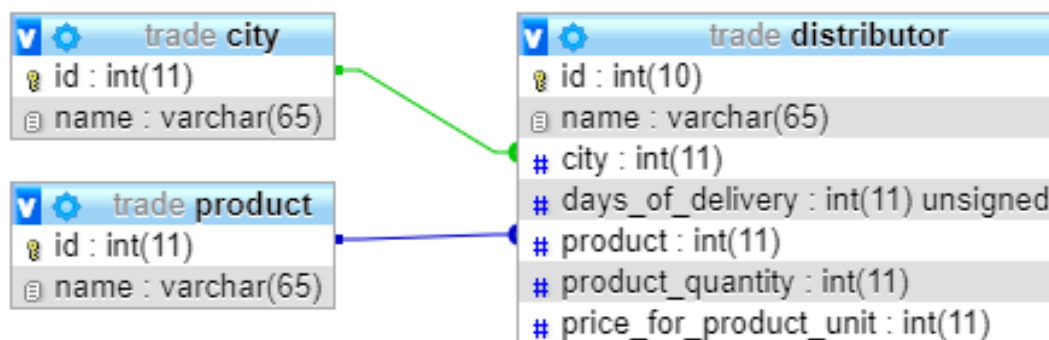 v trade city
id : int(11)
name : varchar(65)
v trade product
id : int(11)
name : varchar(65)
v trade distributor
id : int(10)
name : varchar(65)
# city : int(11)
# days_of_delivery : int(11) unsigned
# product : int(11)
# product_quantity : int(11)
# price_for_product_unit : int(11)